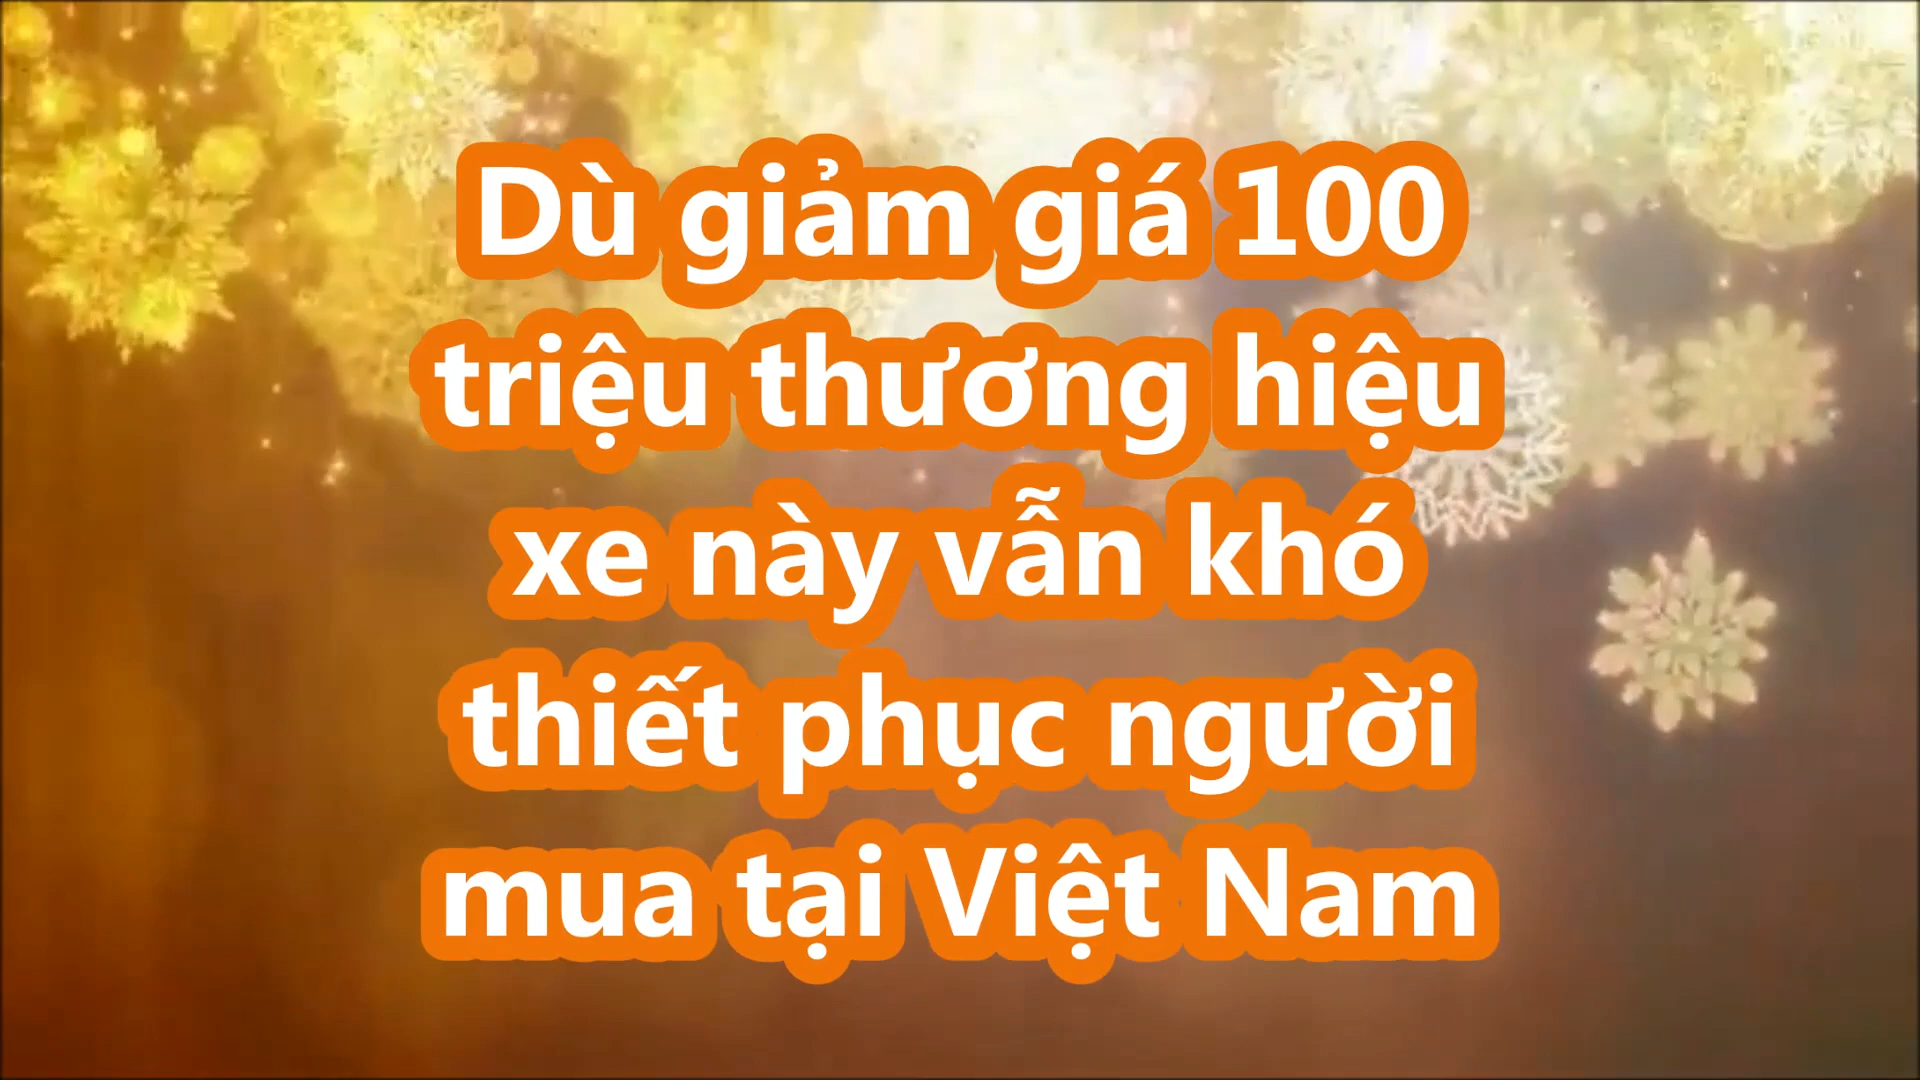 Dù giảm giá 100
triệu thương hiệu
xe này vẫn khó
thiết phục người
mua tại Việt Nam